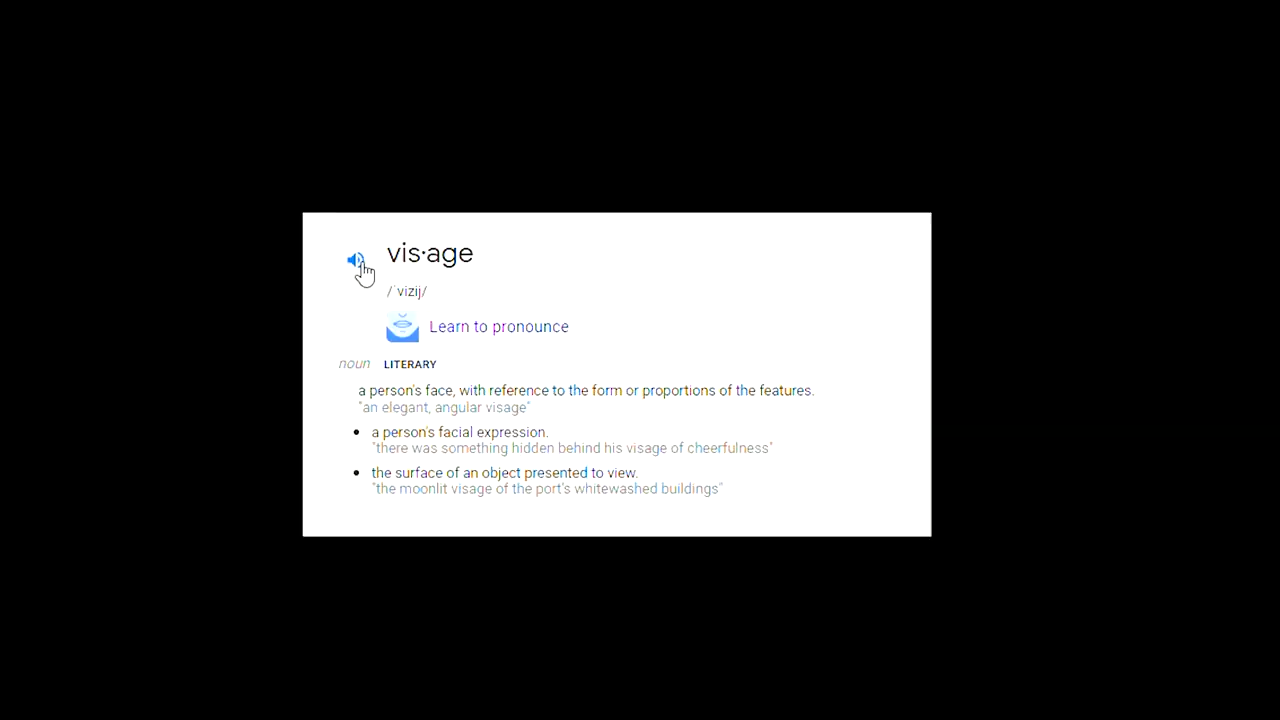 vis·age
/ˈvizij/
Learn to pronounce
noun LITERARY
a person's face, with reference to the form or proportions of the features.
"an elegant, angular visage"
• a person's facial expression.
"there was something hidden behind his visage of cheerfulness"
• the surface of an object presented to view.
"the moonlit visage of the port's whitewashed buildings"